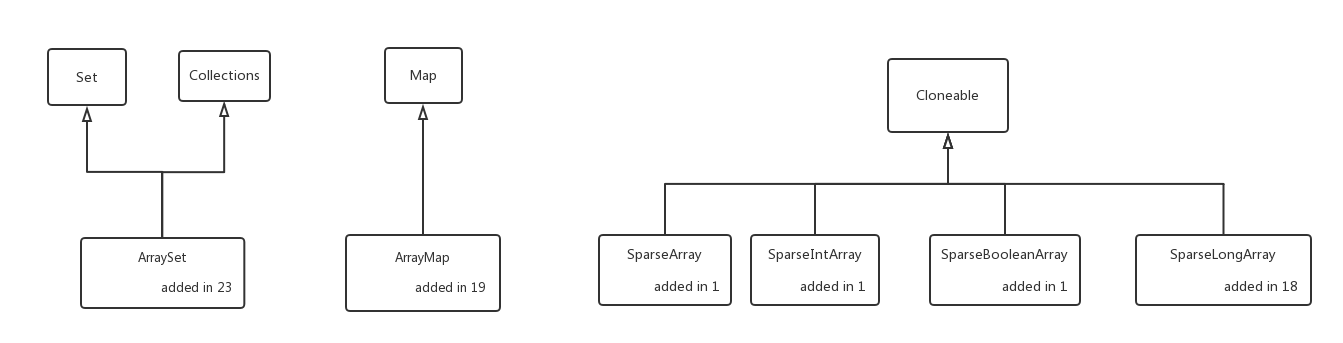 Set
Collections
Map
Cloneable
ArraySet
added in 23
ArrayMap
added in 19
SparseArray
added in 1
SparseIntArray
added in 1
SparseBooleanArray
added in 1
SparseLongArray
added in 18